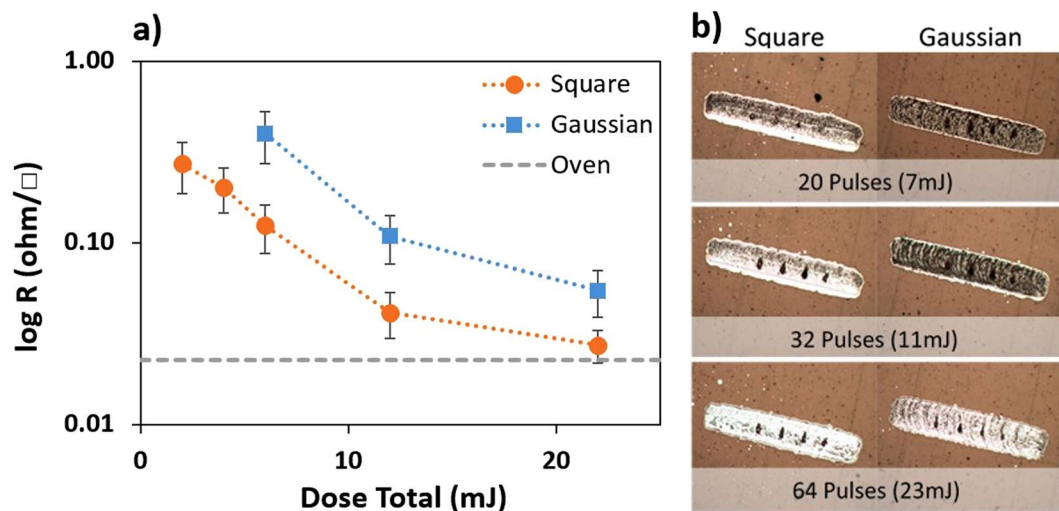 a)
1.00
0.10
0.01
log R (ohm/□)
0
10
20
Dose Total (mJ)
Square
Gaussian
Oven
b)
Square Gaussian
20 Pulses (7mJ)
32 Pulses (11mJ)
64 Pulses (23mJ)